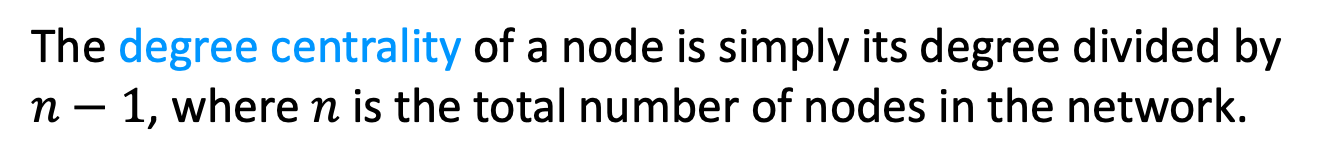 The degree centrality of a node is simply its degree divided by
n − 1, where n is the total number of nodes in the network.